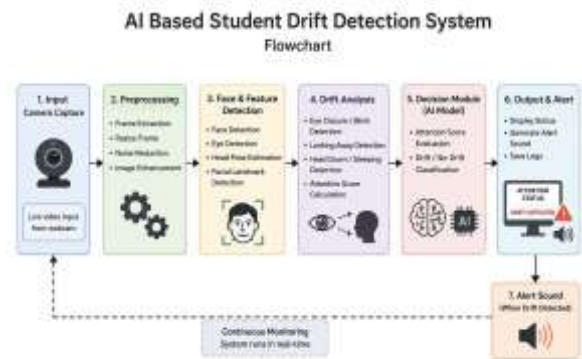 AI Based Student Drift Detection System
Flowchart
1. Input
Camera Capture
Live video input
from webcam
2. Preprocessing
• Frame Extraction
• Resize Frame
• Noise Reduction
• Image Enhancement
3. Face & Feature
Detection
• Face Detection
• Eye Detection
• Head Pose Estimation
• Facial Landmark
Detection
4. Drift Analysis
• Eye Closure / Blink
Detection
• Looking Away Detection
• Head Down / Sleeping
Detection
• Attention Score
Calculation
5. Decision Module
(AI Model)
• Attention Score
Evaluation
• Drift / No Drift
Classification
AI
6. Output & Alert
• Display Status
• Generate Alert
Sound
• Save Logs
ATTENTION
STATUS
7. Alert Sound
(When Drift Detected)
Continuous Monitoring
System runs in real-time